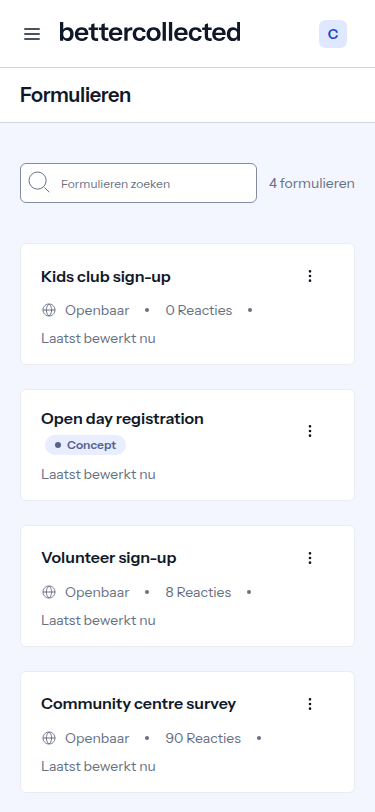 bettercollected
C
Formulieren
Formulieren zoeken
4 formulieren
Kids club sign-up
Openbaar • 0 Reacties •
Laatst bewerkt nu
Open day registration
Concept
Laatst bewerkt nu
Volunteer sign-up
Openbaar • 8 Reacties •
Laatst bewerkt nu
Community centre survey
Openbaar • 90 Reacties •
Laatst bewerkt nu